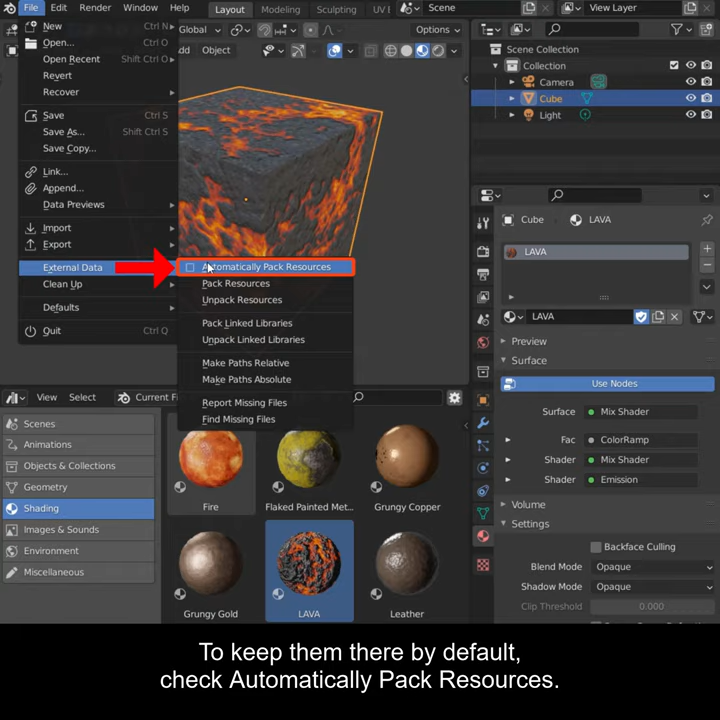 File Edit Render Window Help Layout Modeling Sculpting UV Scene View Layer
New Ctrl N
Open... Ctrl O
Open Recent Shift Ctrl O
Revert
Recover
Save Ctrl S
Save As... Shift Ctrl S
Save Copy...
Link...
Append...
Data Previews
Import
Export
External Data
Clean Up
Defaults
Quit Ctrl Q
Global Options
Add Object
Automatically Pack Resources
Pack Resources
Unpack Resources
Pack Linked Libraries
Unpack Linked Libraries
Make Paths Relative
Make Paths Absolute
Report Missing Files
Find Missing Files
Scene Collection
Collection
Camera
Cube
Light
Cube LAVA
LAVA
LAVA
Preview
Surface
Use Nodes
Surface Mix Shader
Fac ColorRamp
Shader Mix Shader
Shader Emission
Volume
Settings
Backface Culling
Blend Mode Opaque
Shadow Mode Opaque
Clip Threshold 0.000
View Select Current Fi
Scenes
Animations
Objects & Collections
Geometry
Shading
Images & Sounds
Environment
Miscellaneous
Fire Flaked Painted Met... Grungy Copper
Grungy Gold LAVA Leather
To keep them there by default,
check Automatically Pack Resources.